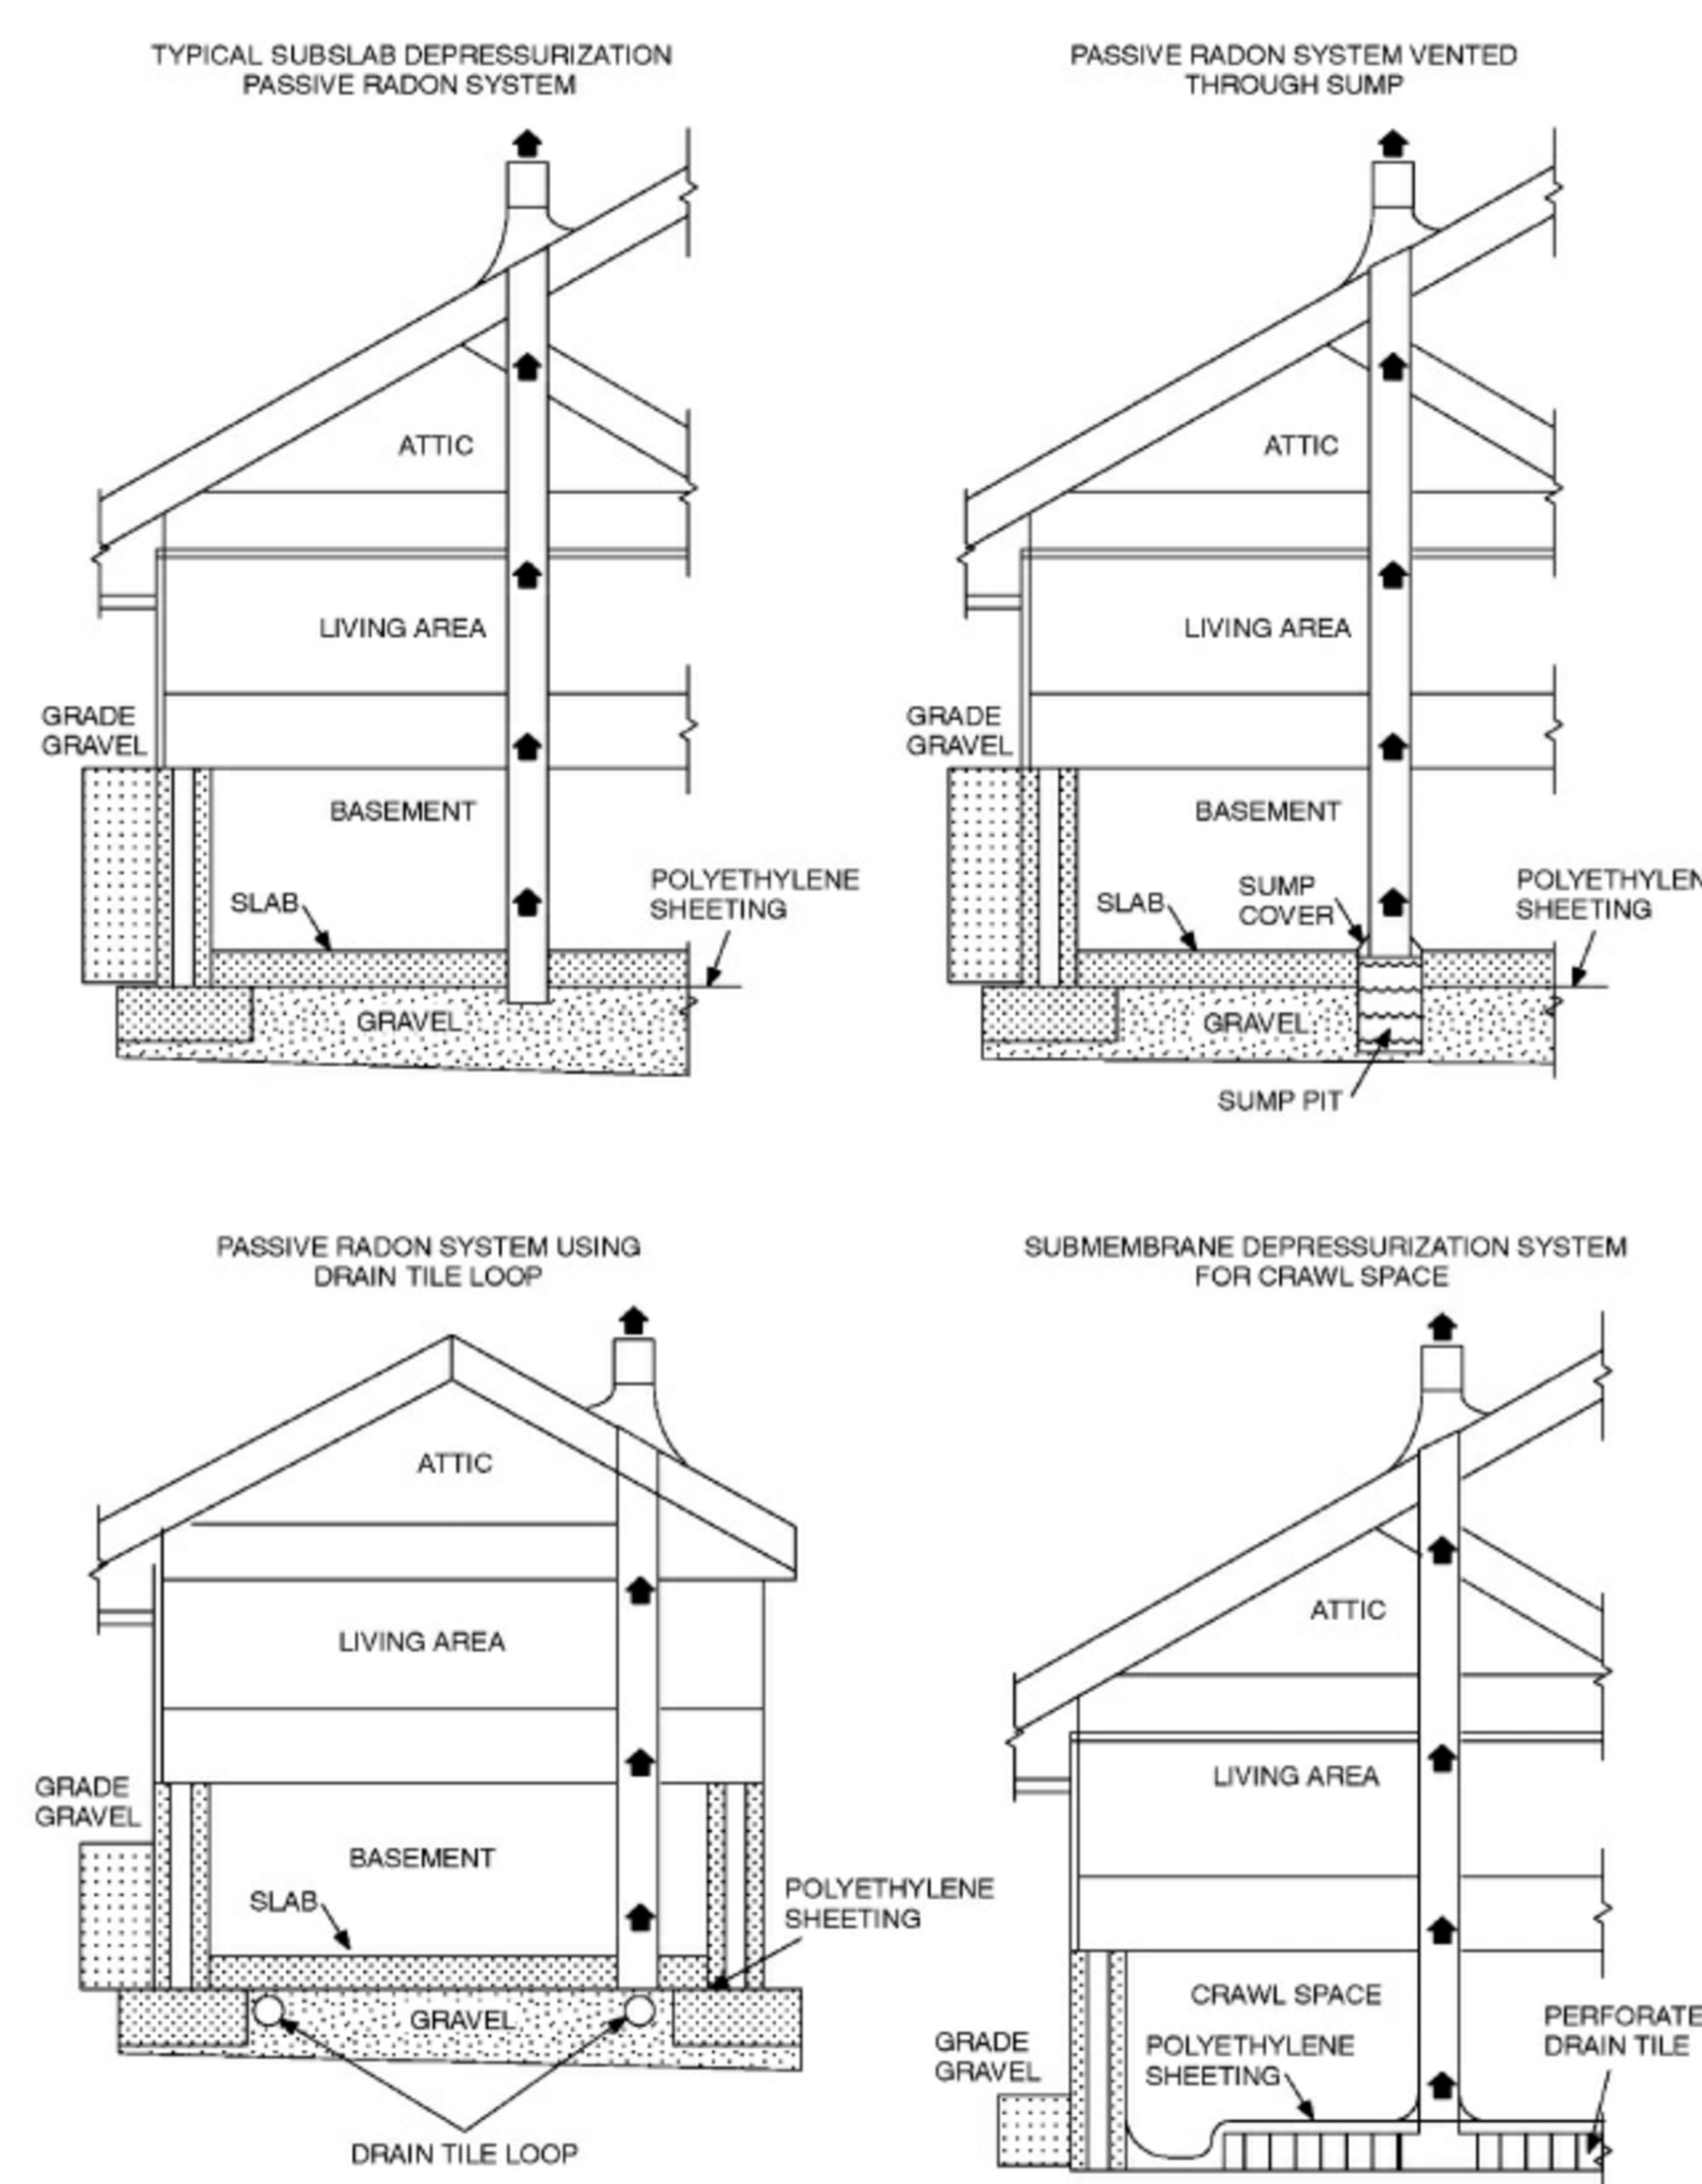 TYPICAL SUBSLAB DEPRESSURIZATION
PASSIVE RADON SYSTEM
ATTIC
LIVING AREA
GRADE
GRAVEL
BASEMENT
SLAB
POLYETHYLENE
SHEETING
GRAVEL
PASSIVE RADON SYSTEM VENTED
THROUGH SUMP
ATTIC
LIVING AREA
GRADE
GRAVEL
BASEMENT
SLAB
SUMP
COVER
POLYETHYLEN
SHEETING
GRAVEL
SUMP PIT
PASSIVE RADON SYSTEM USING
DRAIN TILE LOOP
ATTIC
LIVING AREA
GRADE
GRAVEL
BASEMENT
SLAB
POLYETHYLENE
SHEETING
GRAVEL
DRAIN TILE LOOP
SUBMEMBRANE DEPRESSURIZATION SYSTEM
FOR CRAWL SPACE
ATTIC
LIVING AREA
CRAWL SPACE
GRADE
GRAVEL
POLYETHYLENE
SHEETING
PERFORATE
DRAIN TILE